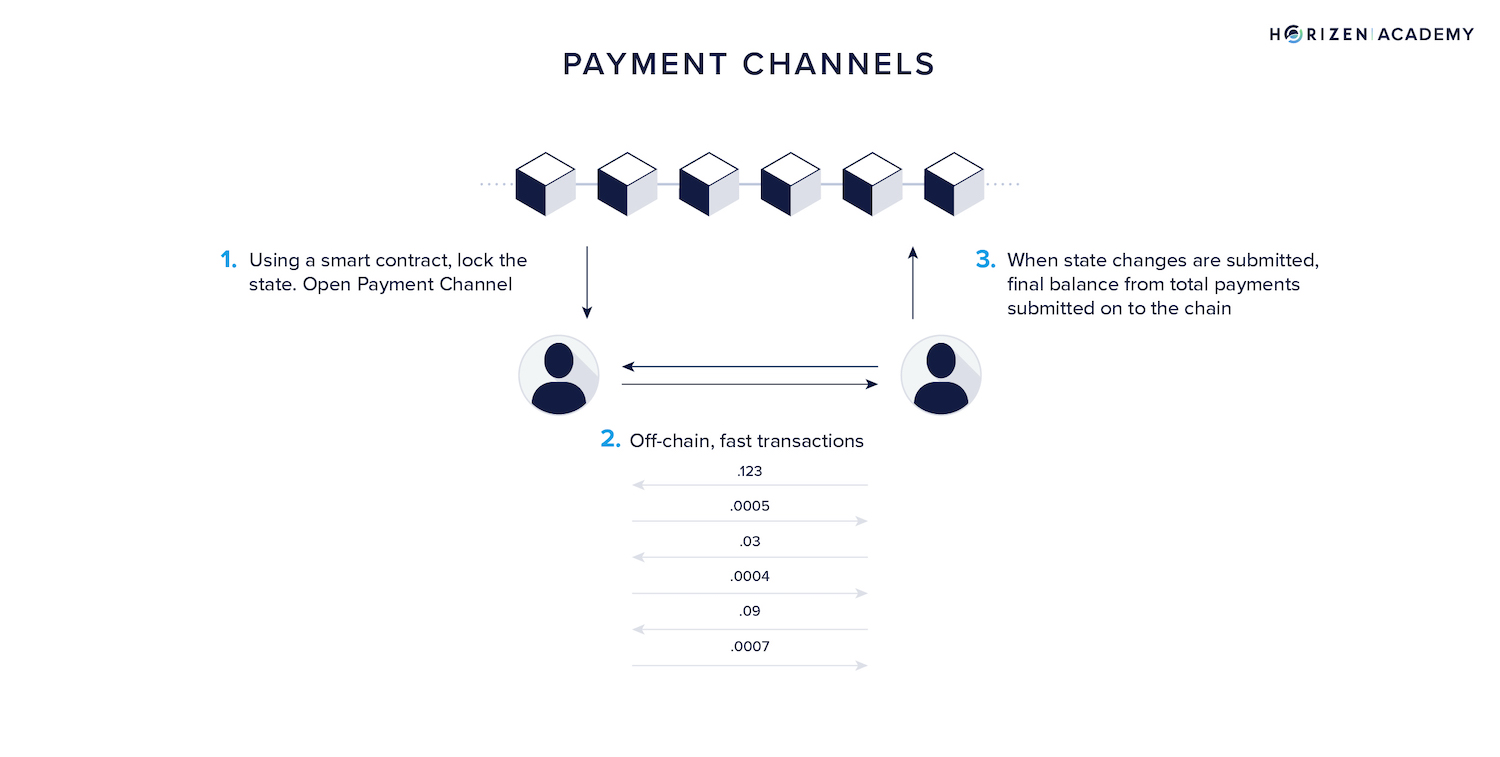 HORIZEN | ACADEMY
PAYMENT CHANNELS
1. Using a smart contract, lock the
state. Open Payment Channel
3. When state changes are submitted,
final balance from total payments
submitted on to the chain
2. Off-chain, fast transactions
.123
.0005
.03
.0004
.09
.0007